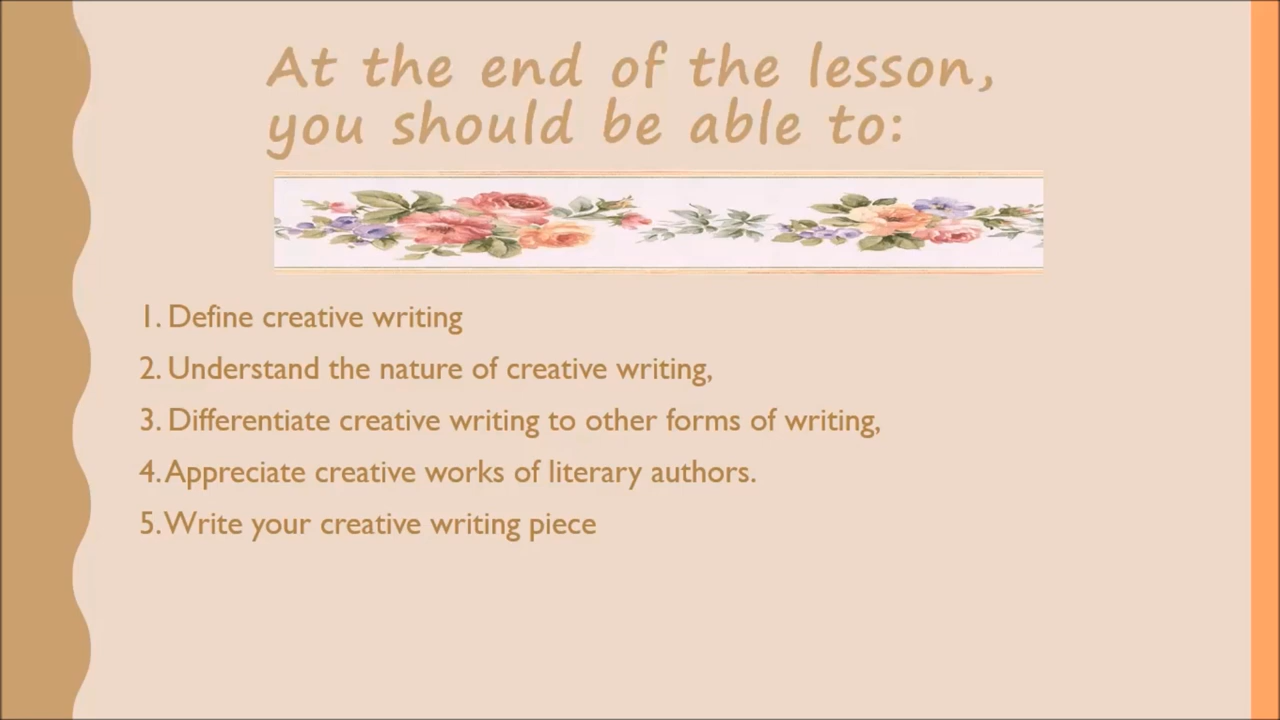 At the end of the lesson,
you should be able to:
1. Define creative writing
2. Understand the nature of creative writing,
3. Differentiate creative writing to other forms of writing,
4. Appreciate creative works of literary authors.
5. Write your creative writing piece